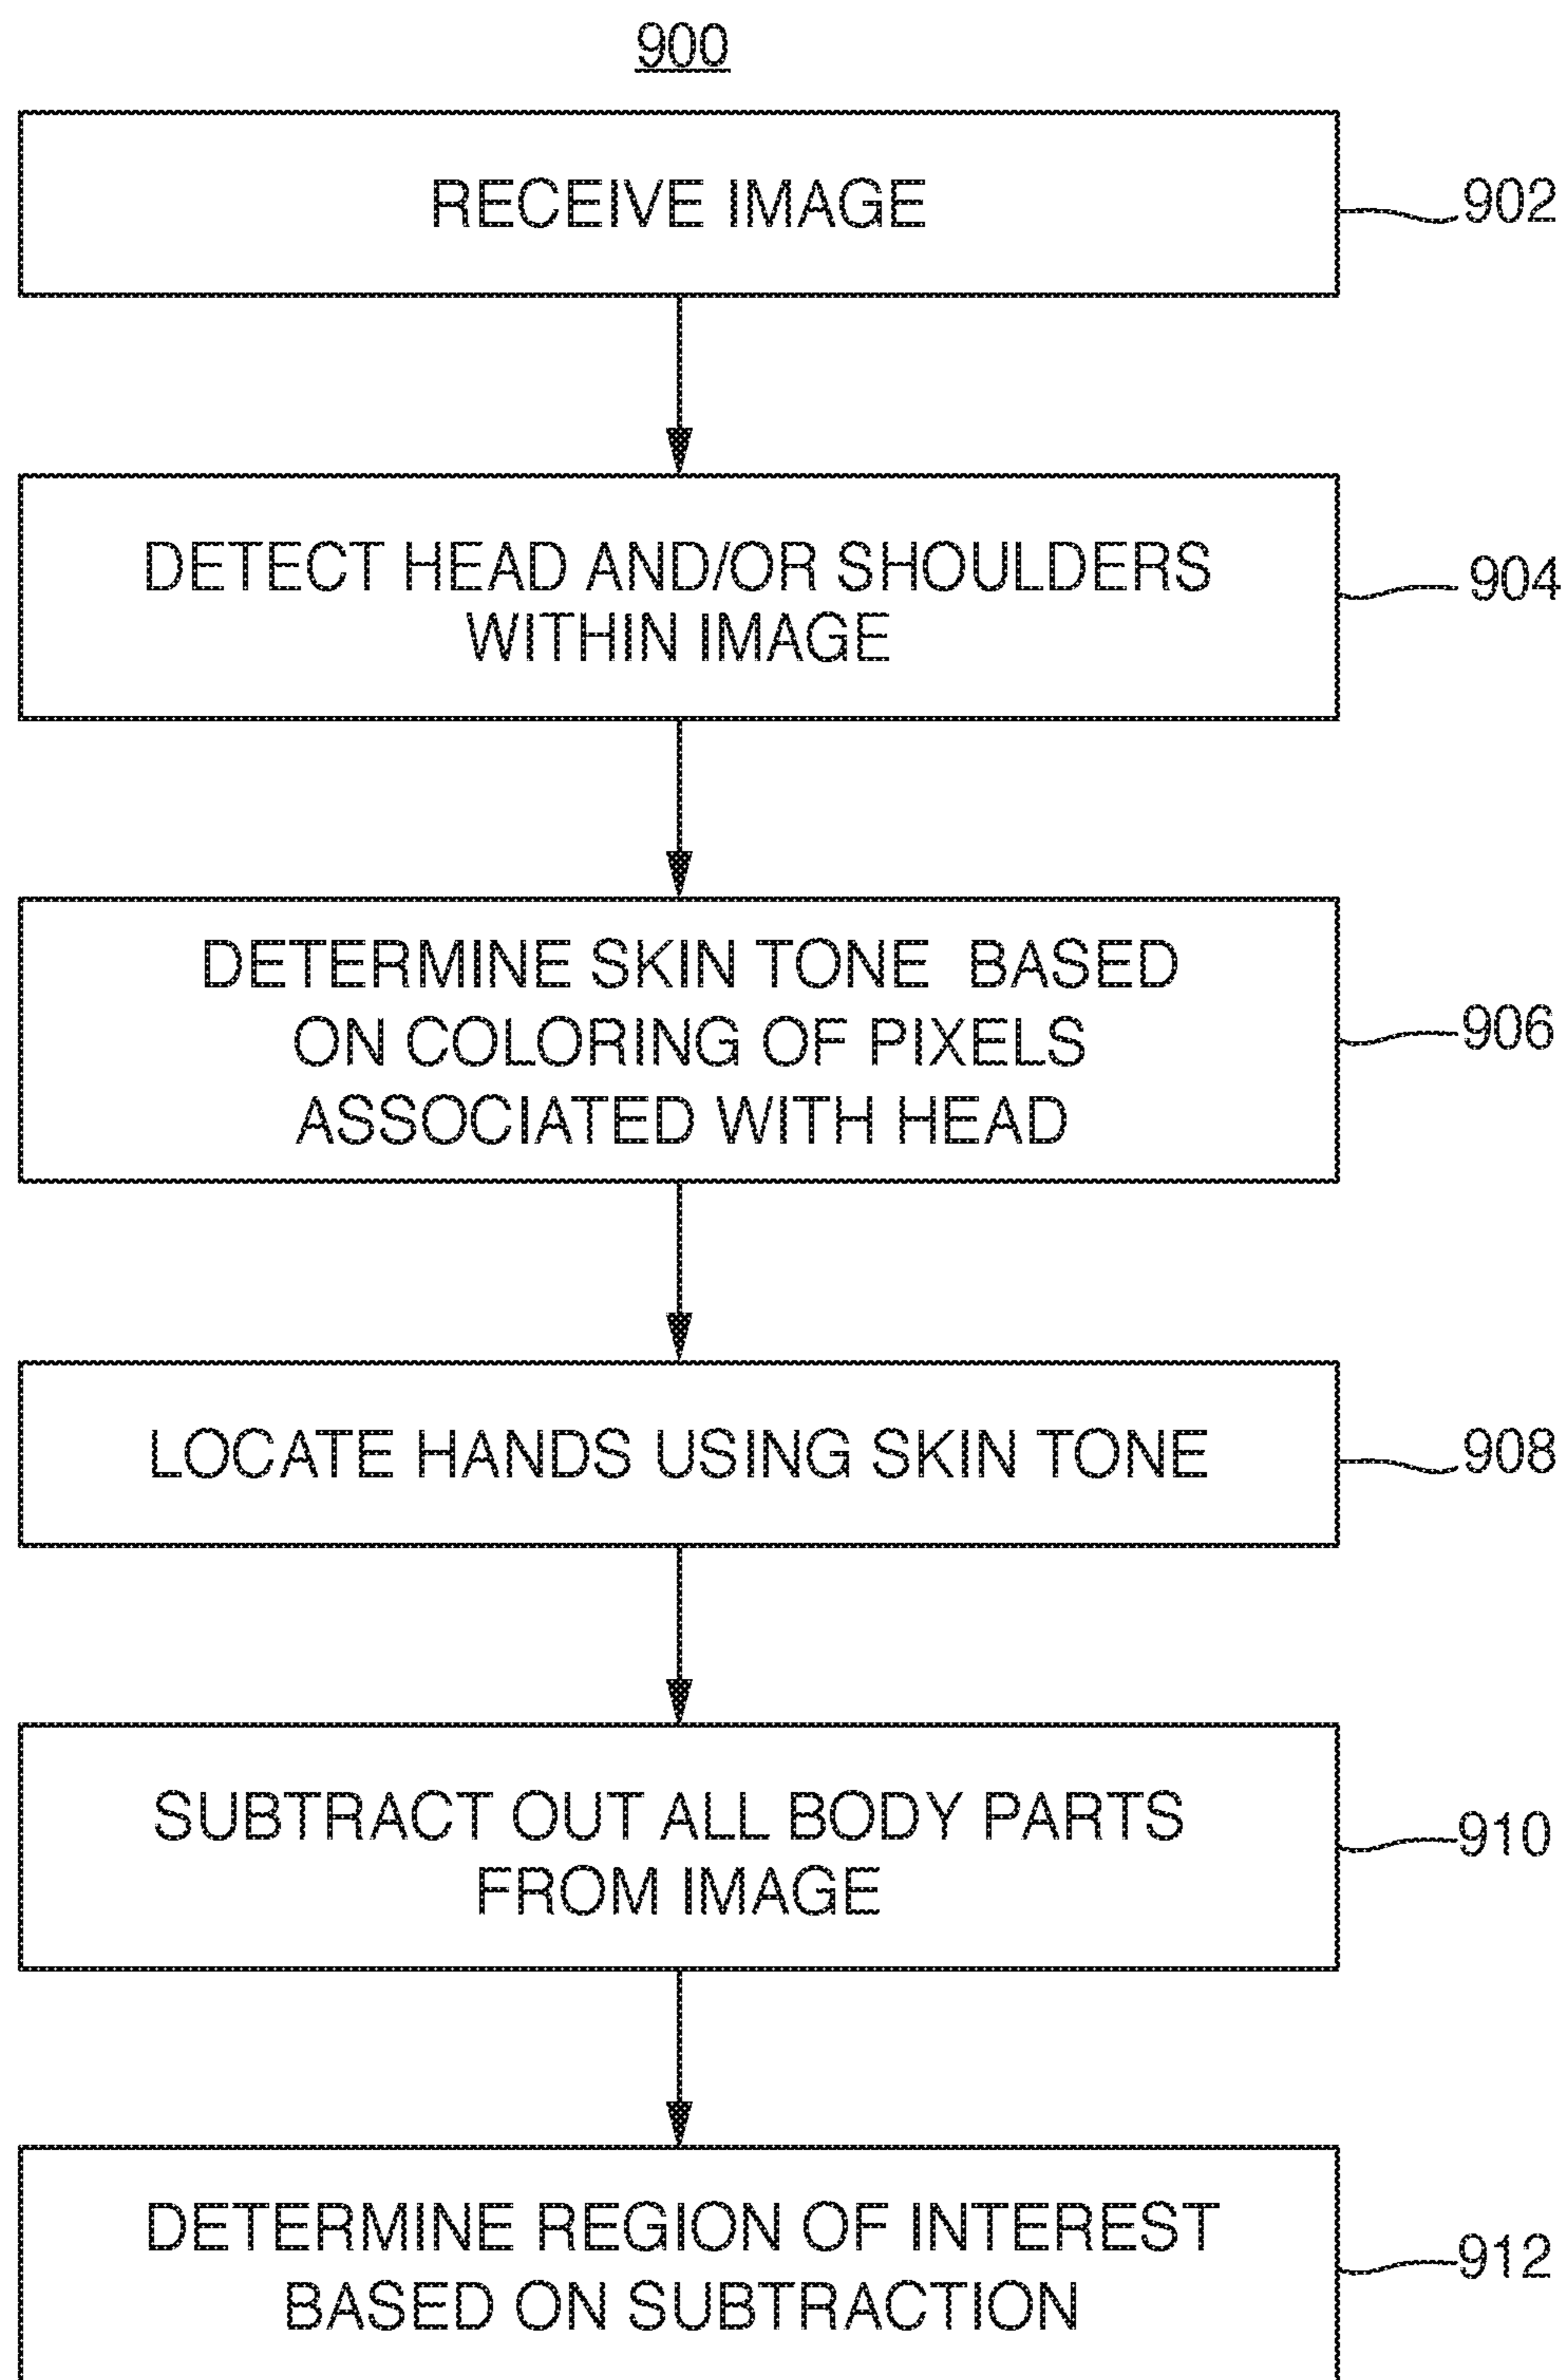 900
RECEIVE IMAGE
902
DETECT HEAD AND/OR SHOULDERS
WITHIN IMAGE
904
DETERMINE SKIN TONE BASED
ON COLORING OF PIXELS
ASSOCIATED WITH HEAD
906
LOCATE HANDS USING SKIN TONE
908
SUBTRACT OUT ALL BODY PARTS
FROM IMAGE
910
DETERMINE REGION OF INTEREST
BASED ON SUBTRACTION
912